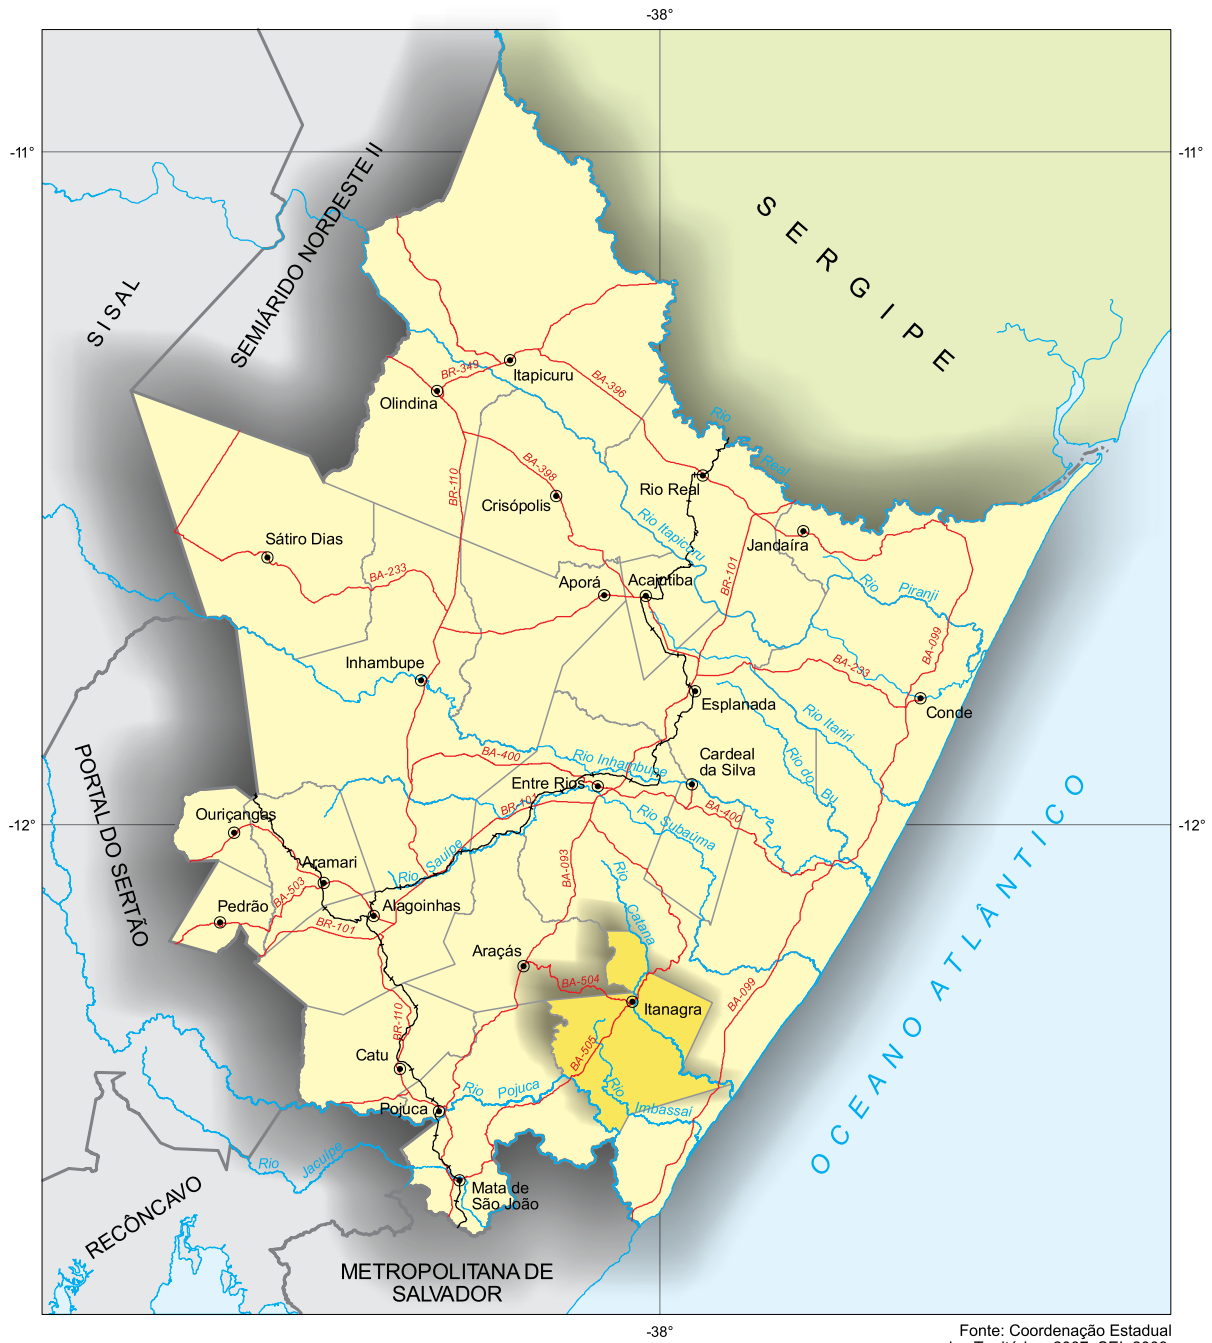 -38°
-11°
-11°
SERGIPE
SEMIÁRIDO NORDESTE II
SISAL
BR-349
Itapicuru
Olindina
BA-396
Rio
Real
BA-398
BR-110
Crisópolis
Rio Real
Rio Itapicuru
Jandaíra
Sátiro Dias
BA-233
Aporá
Acajutiba
BR-101
Rio
Piranji
BA-099
Inhambupe
BA-233
Esplanada
Conde
Rio Itariri
PORTAL DO SERTÃO
BA-400
Rio Inhambupe
Cardeal
da Silva
Rio do Bu
Entre Rios
BR-101
BA-400
Ouriçangas
Rio Subaúma
-12°
-12°
OCEANO ATLÂNTICO
Aramari
Rio Sauípe
BA-093
Rio Catana
BA-503
Pedrão
Alagoinhas
BR-101
Araçás
BA-504
Itanagra
BA-099
BR-110
BA-505
Catu
Rio Pojuca
Pojuca
Rio
Imbassai
Rio Jacuipe
Mata de
São João
RECÔNCAVO
METROPOLITANA DE
SALVADOR
-38°
Fonte: Coordenação Estadual